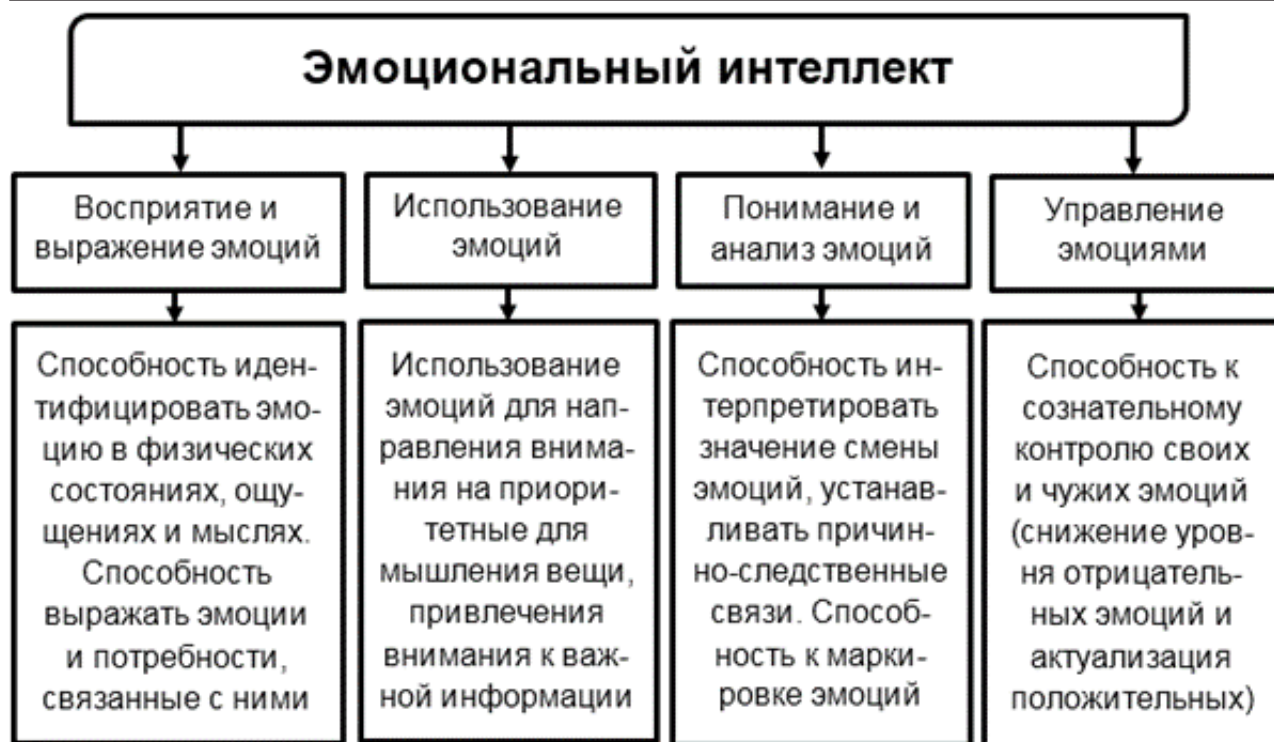 Эмоциональный интеллект
Восприятие и
выражение эмоций
Использование
эмоций
Понимание и
анализ эмоций
Управление
эмоциями
Способность иден-
тифицировать эмо-
цию в физических
состояниях, ощу-
щениях и мыслях.
Способность
выражать эмоции
и потребности,
связанные с ними
Использование
эмоций для нап-
равления внима-
ния на приори-
тетные для
мышления вещи,
привлечения
внимания к важ-
ной информации
Способность ин-
терпретировать
значение смены
эмоций, устанав-
ливать причин-
но-следственные
связи. Способ-
ность к марки-
ровке эмоций
Способность к
сознательному
контролю своих
и чужих эмоций
(снижение уров-
ня отрицатель-
ных эмоций и
актуализация
положительных)